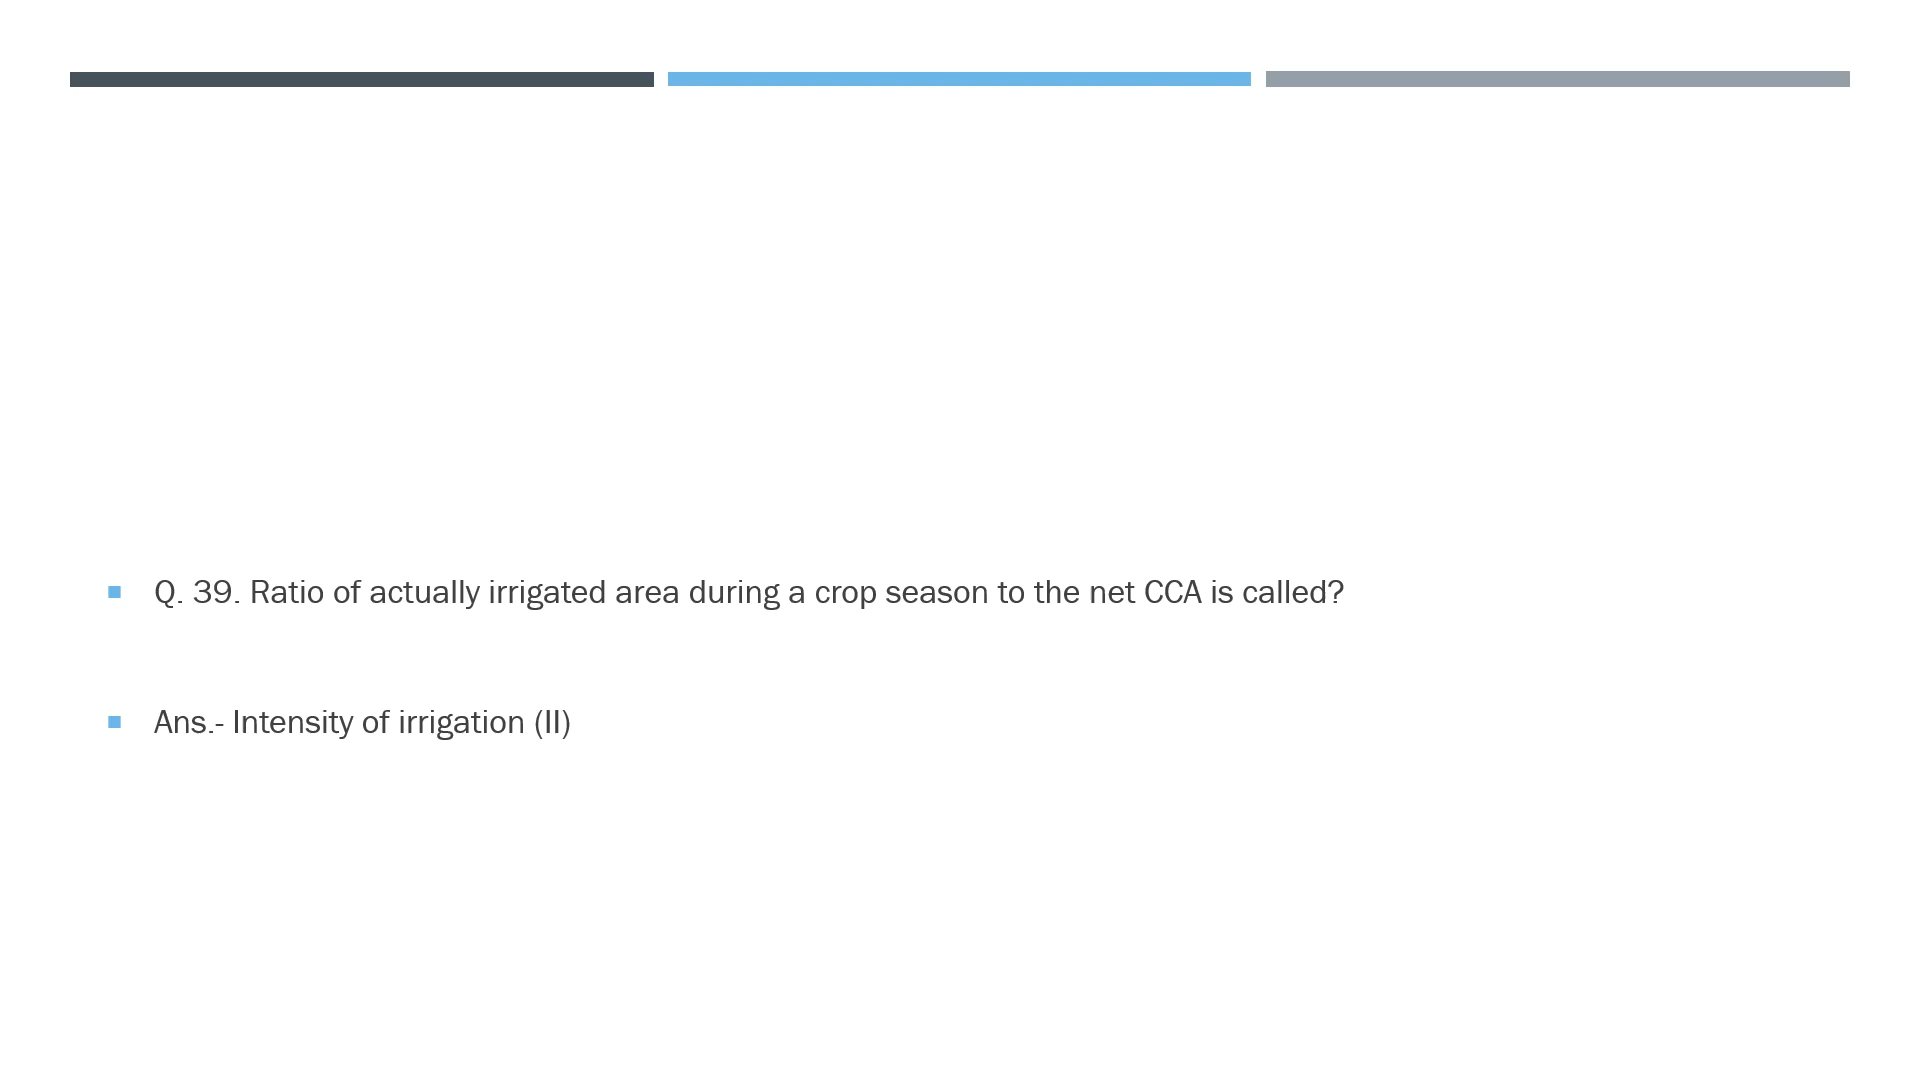 Q. 39. Ratio of actually irrigated area during a crop season to the net CCA is called?
Ans.- Intensity of irrigation (II)